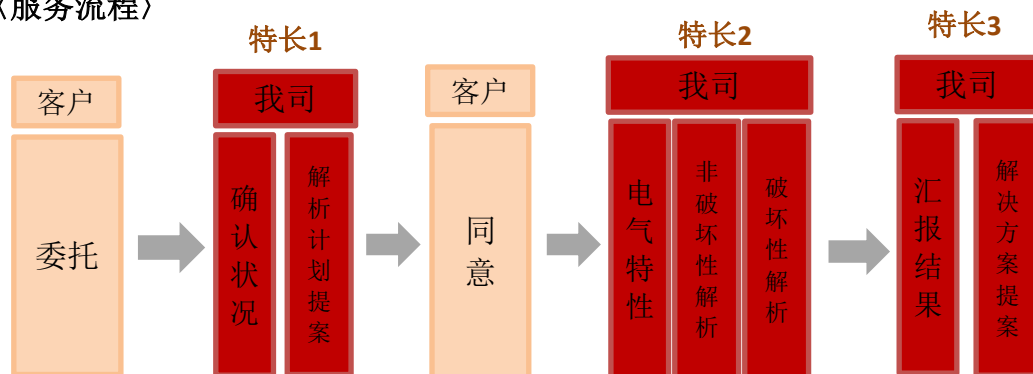 〈服务流程〉
特长1
特长2
特长3
客户
我司
客户
我司
我司
委托
确认状况
解析计划提案
同意
电气特性
非破坏性解析
破坏性解析
汇报结果
解决方案提案